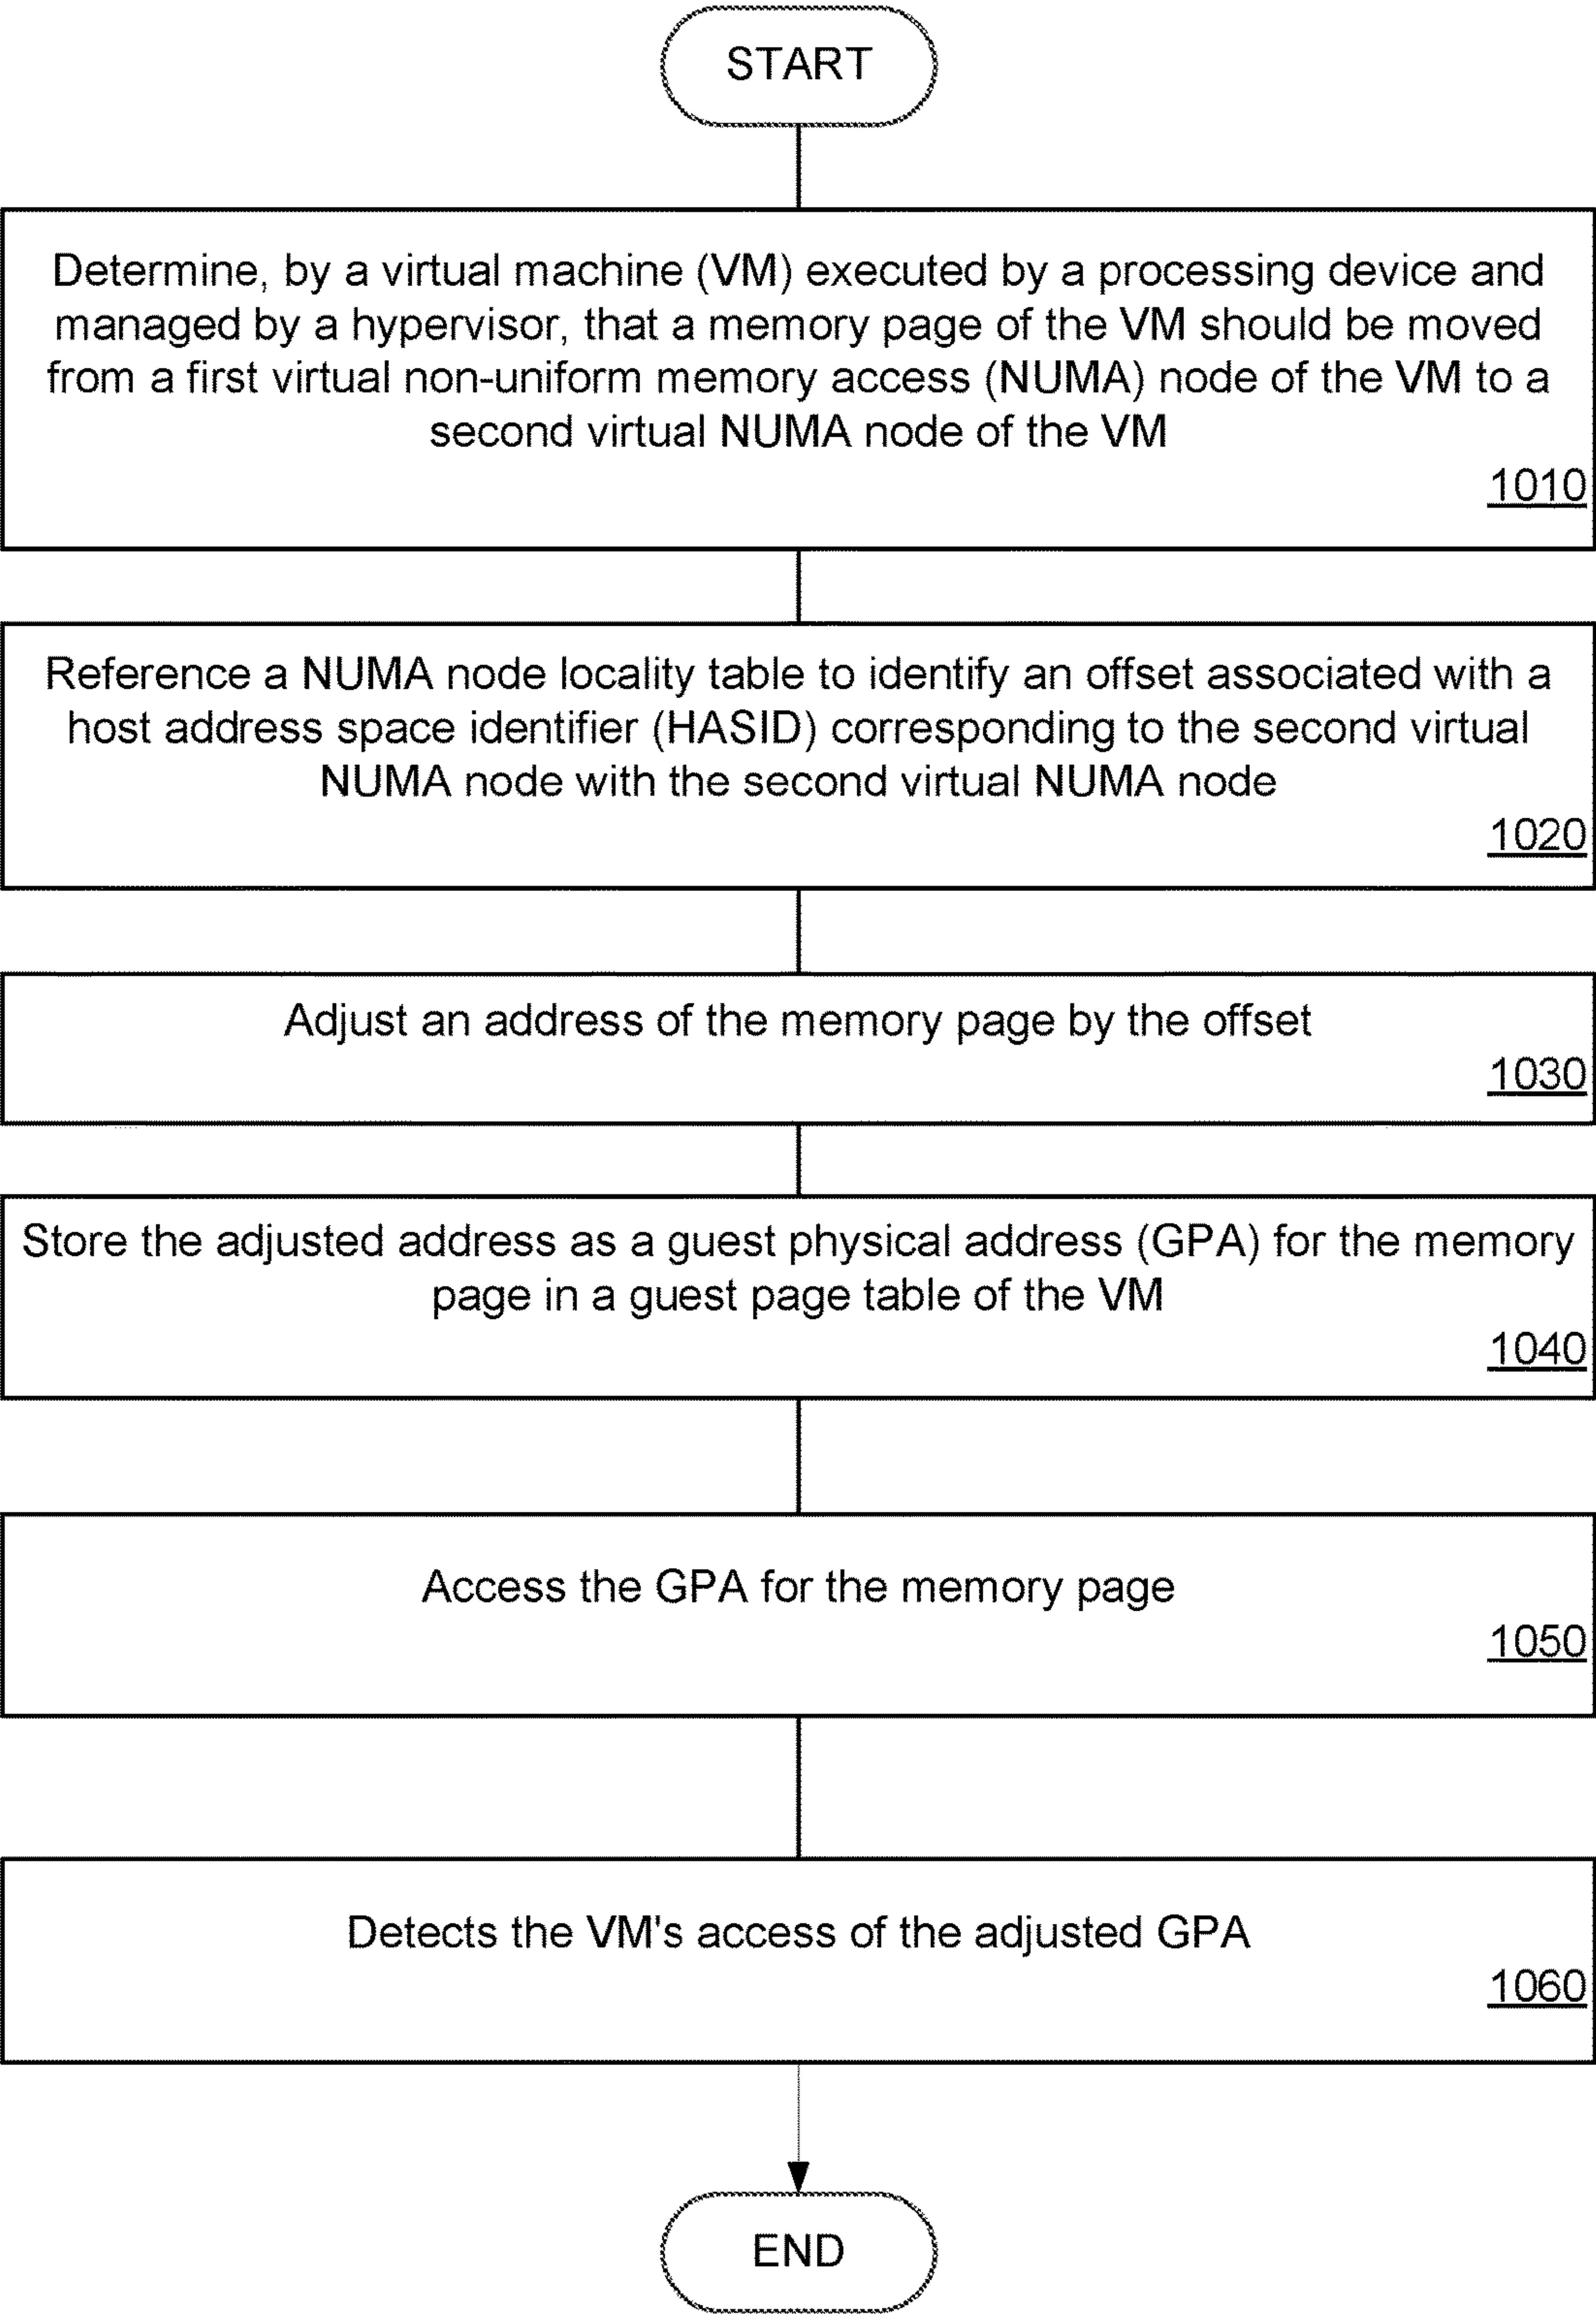 START
Determine, by a virtual machine (VM) executed by a processing device and
managed by a hypervisor, that a memory page of the VM should be moved
from a first virtual non-uniform memory access (NUMA) node of the VM to a
second virtual NUMA node of the VM
1010
Reference a NUMA node locality table to identify an offset associated with a
host address space identifier (HASID) corresponding to the second virtual
NUMA node with the second virtual NUMA node
1020
Adjust an address of the memory page by the offset
1030
Store the adjusted address as a guest physical address (GPA) for the memory
page in a guest page table of the VM
1040
Access the GPA for the memory page
1050
Detects the VM's access of the adjusted GPA
1060
END